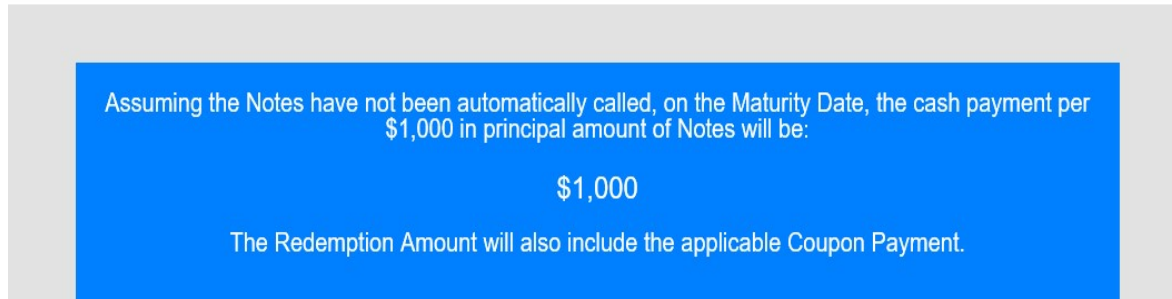 Assuming the Notes have not been automatically called, on the Maturity Date, the cash payment per
$1,000 in principal amount of Notes will be:
$1,000
The Redemption Amount will also include the applicable Coupon Payment.